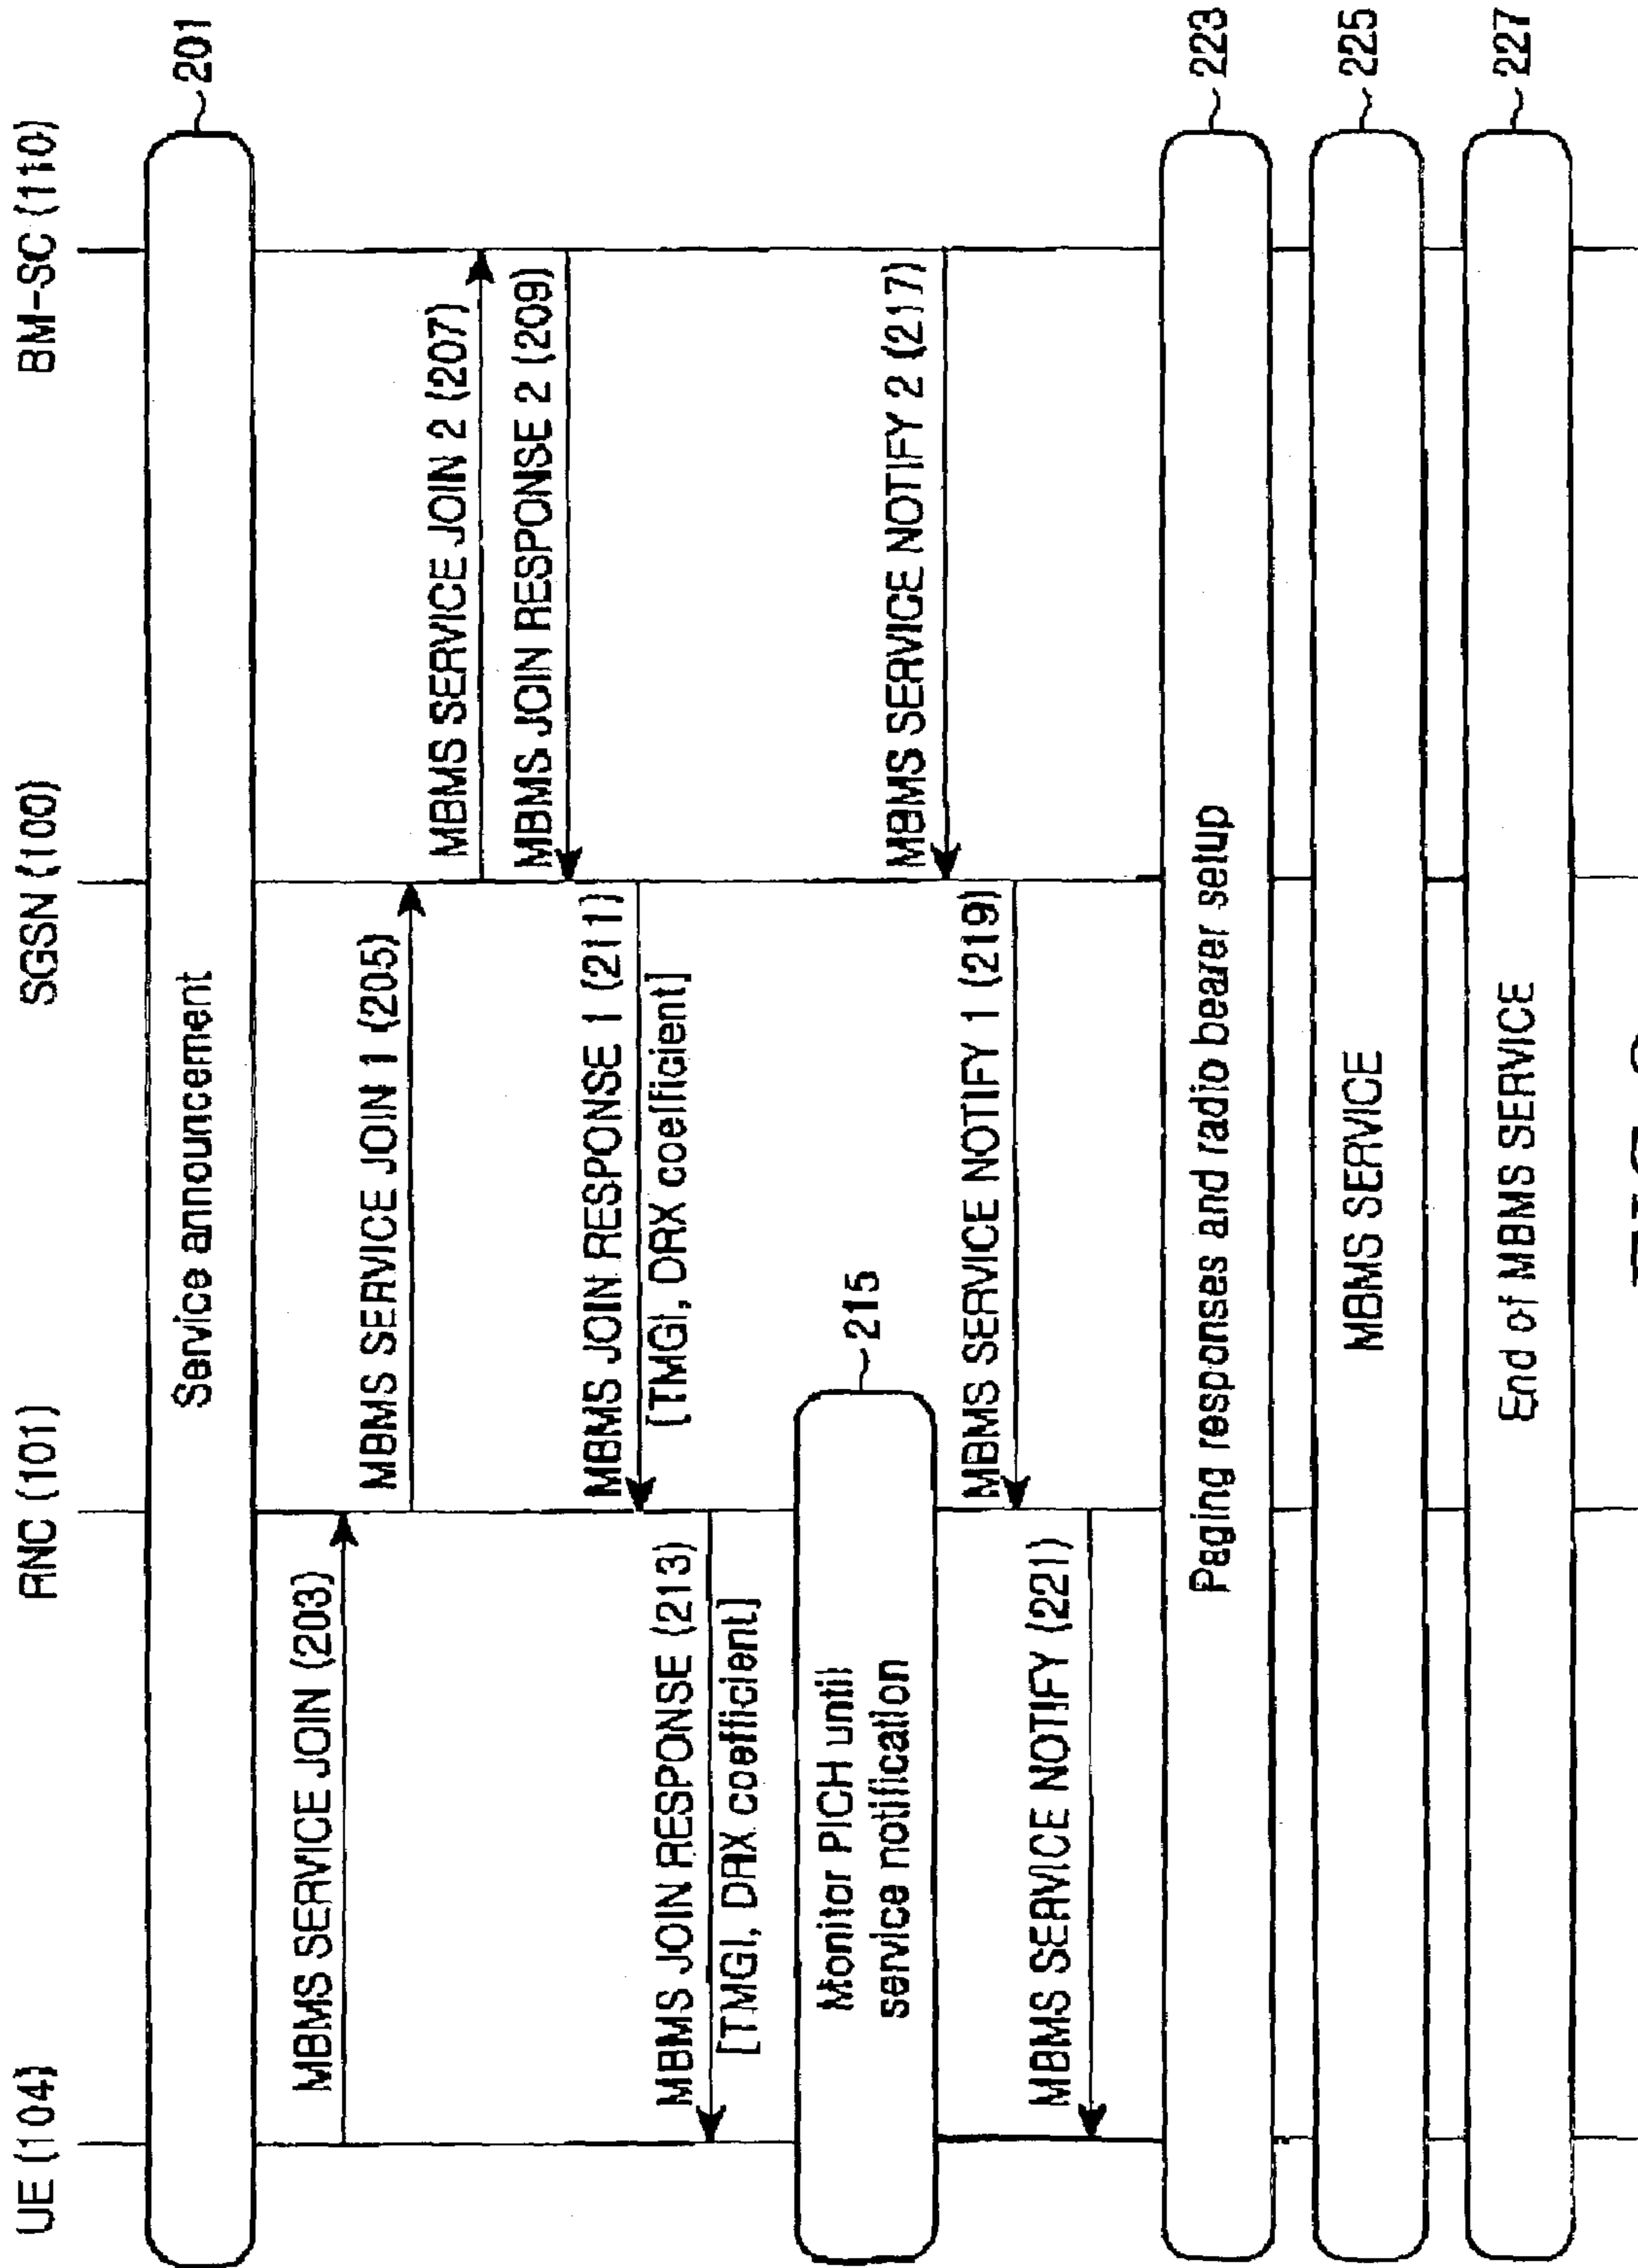 UE (104)
RNC (101)
SGSN (100)
BM-SC (110)
Service announcement
201
MBMS SERVICE JOIN (203)
MBMS SERVICE JOIN 1 (205)
MBMS SERVICE JOIN 2 (207)
MBMS JOIN RESPONSE 2 (209)
MBMS JOIN RESPONSE 1 (211)
[TMGI, DRX coefficient]
MBMS JOIN RESPONSE (213)
[TMGI, DRX coefficient]
Monitor PICH until
service notification
215
MBMS SERVICE NOTIFY 2 (217)
MBMS SERVICE NOTIFY 1 (219)
MBMS SERVICE NOTIFY (221)
Paging responses and radio bearer setup
223
MBMS SERVICE
225
End of MBMS SERVICE
227